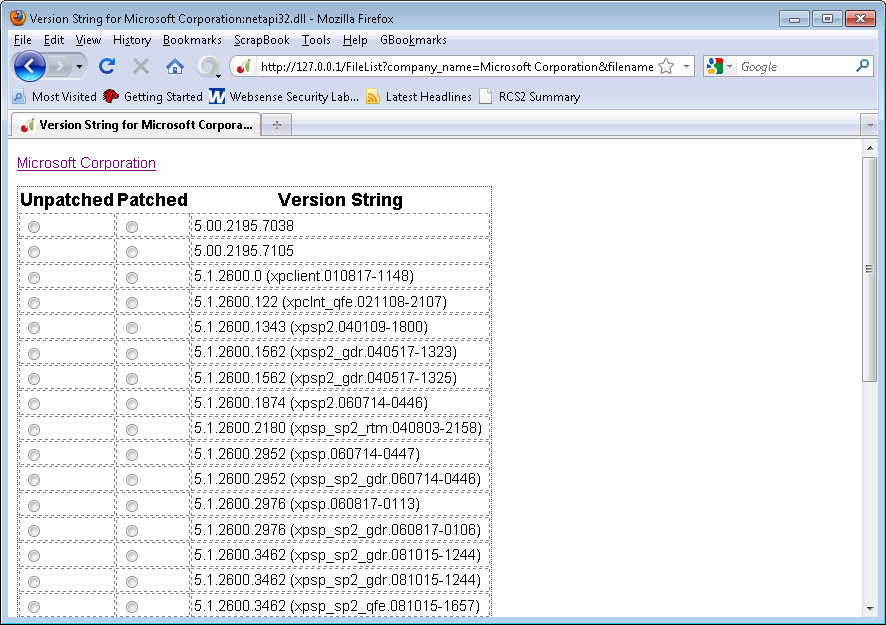 Version String for Microsoft Corporation:netapi32.dll - Mozilla Firefox
File Edit View History Bookmarks ScrapBook Tools Help GBookmarks
http://127.0.0.1/FileList?company_name=Microsoft Corporation&filename
Google
Most Visited Getting Started Websense Security Lab... Latest Headlines RCS2 Summary
Version String for Microsoft Corpora...
Microsoft Corporation
Unpatched Patched Version String
5.00.2195.7038
5.00.2195.7105
5.1.2600.0 (xpclient.010817-1148)
5.1.2600.122 (xpclnt_qfe.021108-2107)
5.1.2600.1343 (xpsp2.040109-1800)
5.1.2600.1562 (xpsp2_gdr.040517-1323)
5.1.2600.1562 (xpsp2_gdr.040517-1325)
5.1.2600.1874 (xpsp2.060714-0446)
5.1.2600.2180 (xpsp_sp2_rtm.040803-2158)
5.1.2600.2952 (xpsp.060714-0447)
5.1.2600.2952 (xpsp_sp2_gdr.060714-0446)
5.1.2600.2976 (xpsp.060817-0113)
5.1.2600.2976 (xpsp_sp2_gdr.060817-0106)
5.1.2600.3462 (xpsp_sp2_gdr.081015-1244)
5.1.2600.3462 (xpsp_sp2_gdr.081015-1244)
5.1.2600.3462 (xpsp_sp2_qfe.081015-1657)